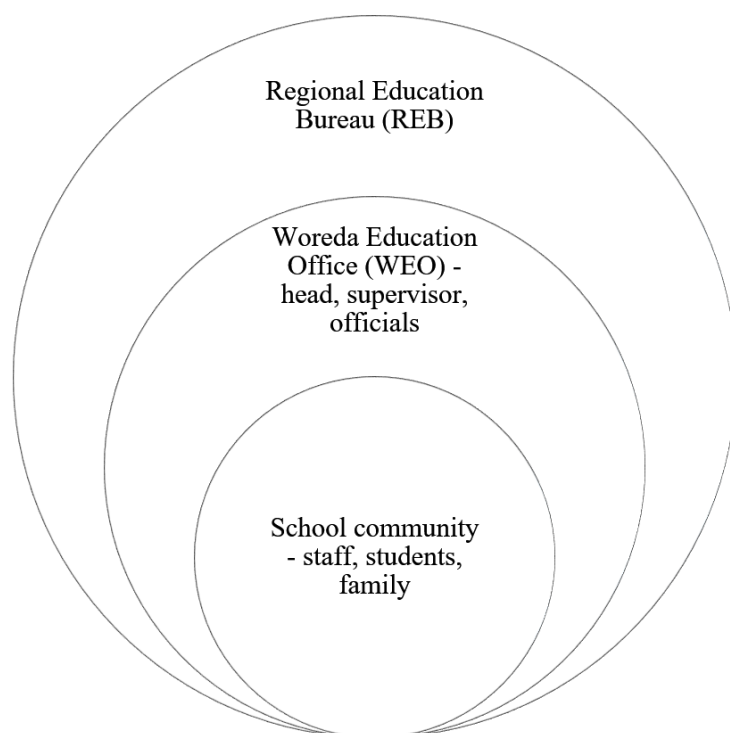 Regional Education
Bureau (REB)
Woreda Education
Office (WEO) -
head, supervisor,
officials
School community
- staff, students,
family